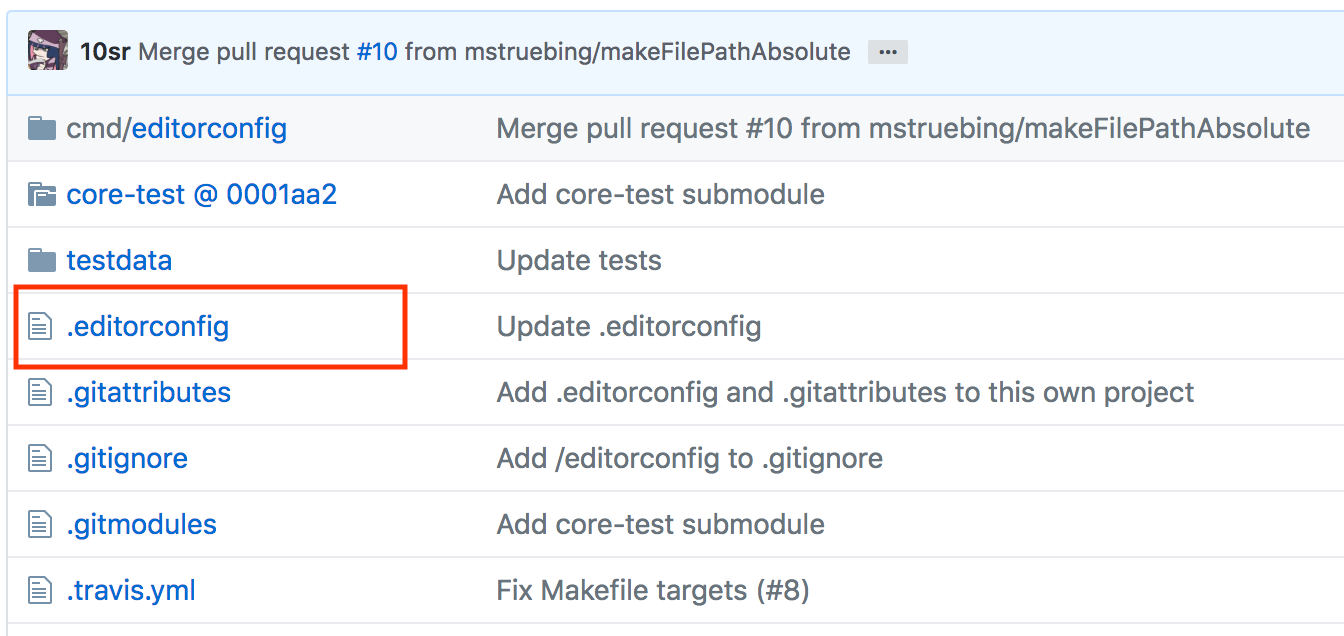 10sr Merge pull request #10 from mstruebing/makeFilePathAbsolute ...
cmd/editorconfig Merge pull request #10 from mstruebing/makeFilePathAbsolute
core-test @ 0001aa2 Add core-test submodule
testdata Update tests
.editorconfig Update .editorconfig
.gitattributes Add .editorconfig and .gitattributes to this own project
.gitignore Add /editorconfig to .gitignore
.gitmodules Add core-test submodule
.travis.yml Fix Makefile targets (#8)